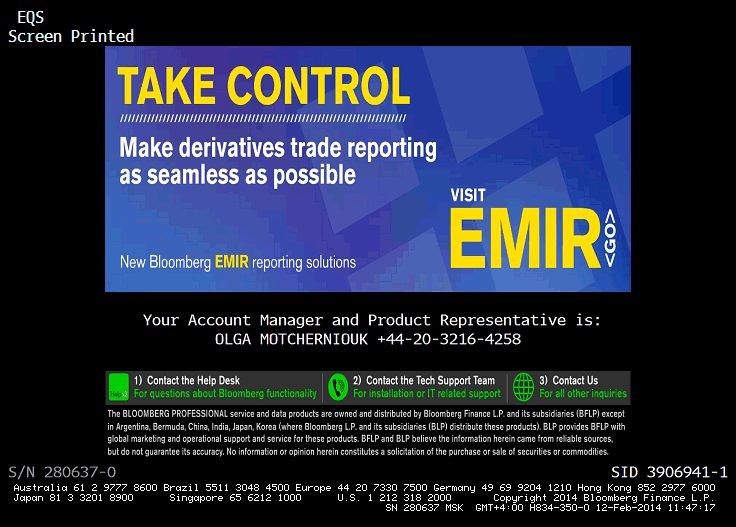 EQS
Screen Printed
TAKE CONTROL
Make derivatives trade reporting
as seamless as possible
VISIT
EMIR <GO>
New Bloomberg EMIR reporting solutions
Your Account Manager and Product Representative is:
OLGA MOTCHERNIOUK +44-20-3216-4258
1) Contact the Help Desk
For questions about Bloomberg functionality
2) Contact the Tech Support Team
For installation or IT related support
3) Contact Us
For all other inquiries
The BLOOMBERG PROFESSIONAL service and data products are owned and distributed by Bloomberg Finance L.P. and its subsidiaries (BFLP) except
in Argentina, Bermuda, China, India, Japan, Korea (where Bloomberg L.P. and its subsidiaries (BLP) distribute these products). BLP provides BFLP with
global marketing and operational support and service for these products. BFLP and BLP believe the information herein came from reliable sources,
but do not guarantee its accuracy. No information or opinion herein constitutes a solicitation of the purchase or sale of securities or commodities.
S/N 280637-0
SID 3906941-1
Australia 61 2 9777 8600 Brazil 5511 3048 4500 Europe 44 20 7330 7500 Germany 49 69 9204 1210 Hong Kong 852 2977 6000
Japan 81 3 3201 8900 Singapore 65 6212 1000 U.S. 1 212 318 2000 Copyright 2014 Bloomberg Finance L.P.
SN 280637 MSK GMT+4:00 H834-350-0 12-Feb-2014 11:47:17